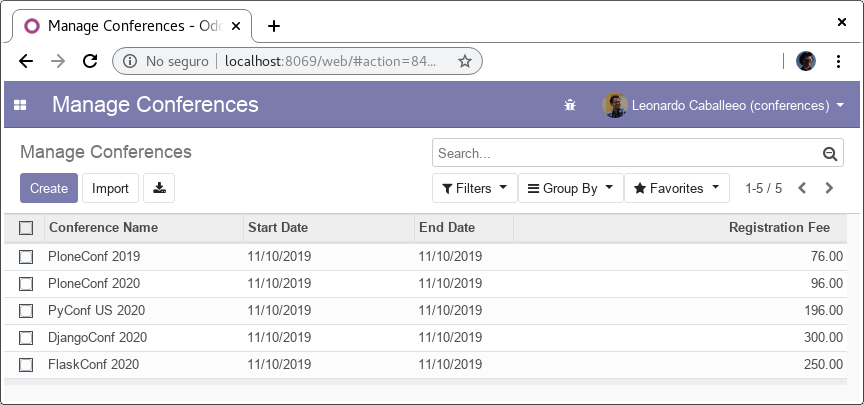 Manage Conferences - Odo
No seguro | localhost:8069/web/#action=84...
Manage Conferences
Leonardo Caballeeo (conferences)
Manage Conferences
Search...
Create Import Filters Group By Favorites 1-5 / 5
Conference Name Start Date End Date Registration Fee
PloneConf 2019 11/10/2019 11/10/2019 76.00
PloneConf 2020 11/10/2019 11/10/2019 96.00
PyConf US 2020 11/10/2019 11/10/2019 196.00
DjangoConf 2020 11/10/2019 11/10/2019 300.00
FlaskConf 2020 11/10/2019 11/10/2019 250.00